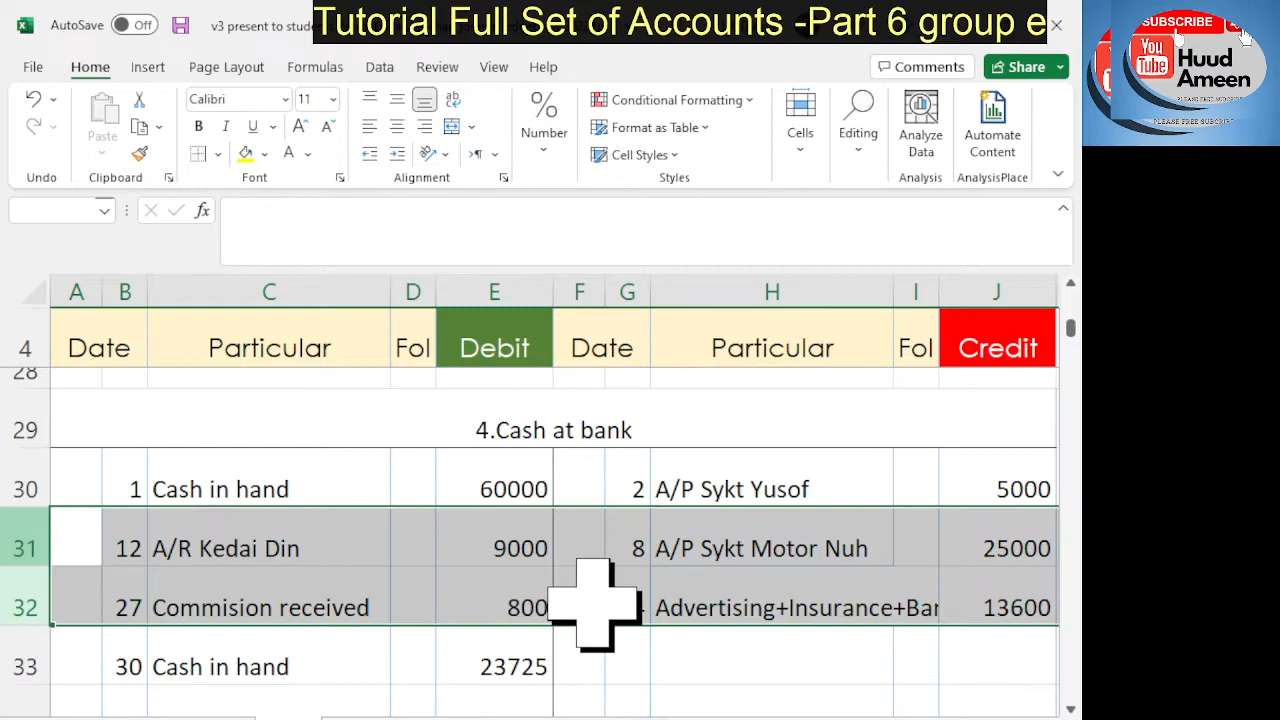 Tutorial Full Set of Accounts -Part 6 group e
AutoSave Off v3 present to stude
File Home Insert Page Layout Formulas Data Review View Help Comments Share
Paste
Calibri 11
B I U
Number
Conditional Formatting
Format as Table
Cell Styles
Cells
Editing
Analyze
Data
Automate
Content
Undo Clipboard Font Alignment Styles Analysis AnalysisPlace
fx
A B C D E F G H I J
4 Date Particular Fol Debit Date Particular Fol Credit
28
29 4.Cash at bank
30 1 Cash in hand 60000 2 A/P Sykt Yusof 5000
31 12 A/R Kedai Din 9000 8 A/P Sykt Motor Nuh 25000
32 27 Commision received 800 Advertising+Insurance+Bar 13600
33 30 Cash in hand 23725
SUBSCRIBE
You
Tube
Huud
Ameen
PLEASE FREE SUBCRIPT